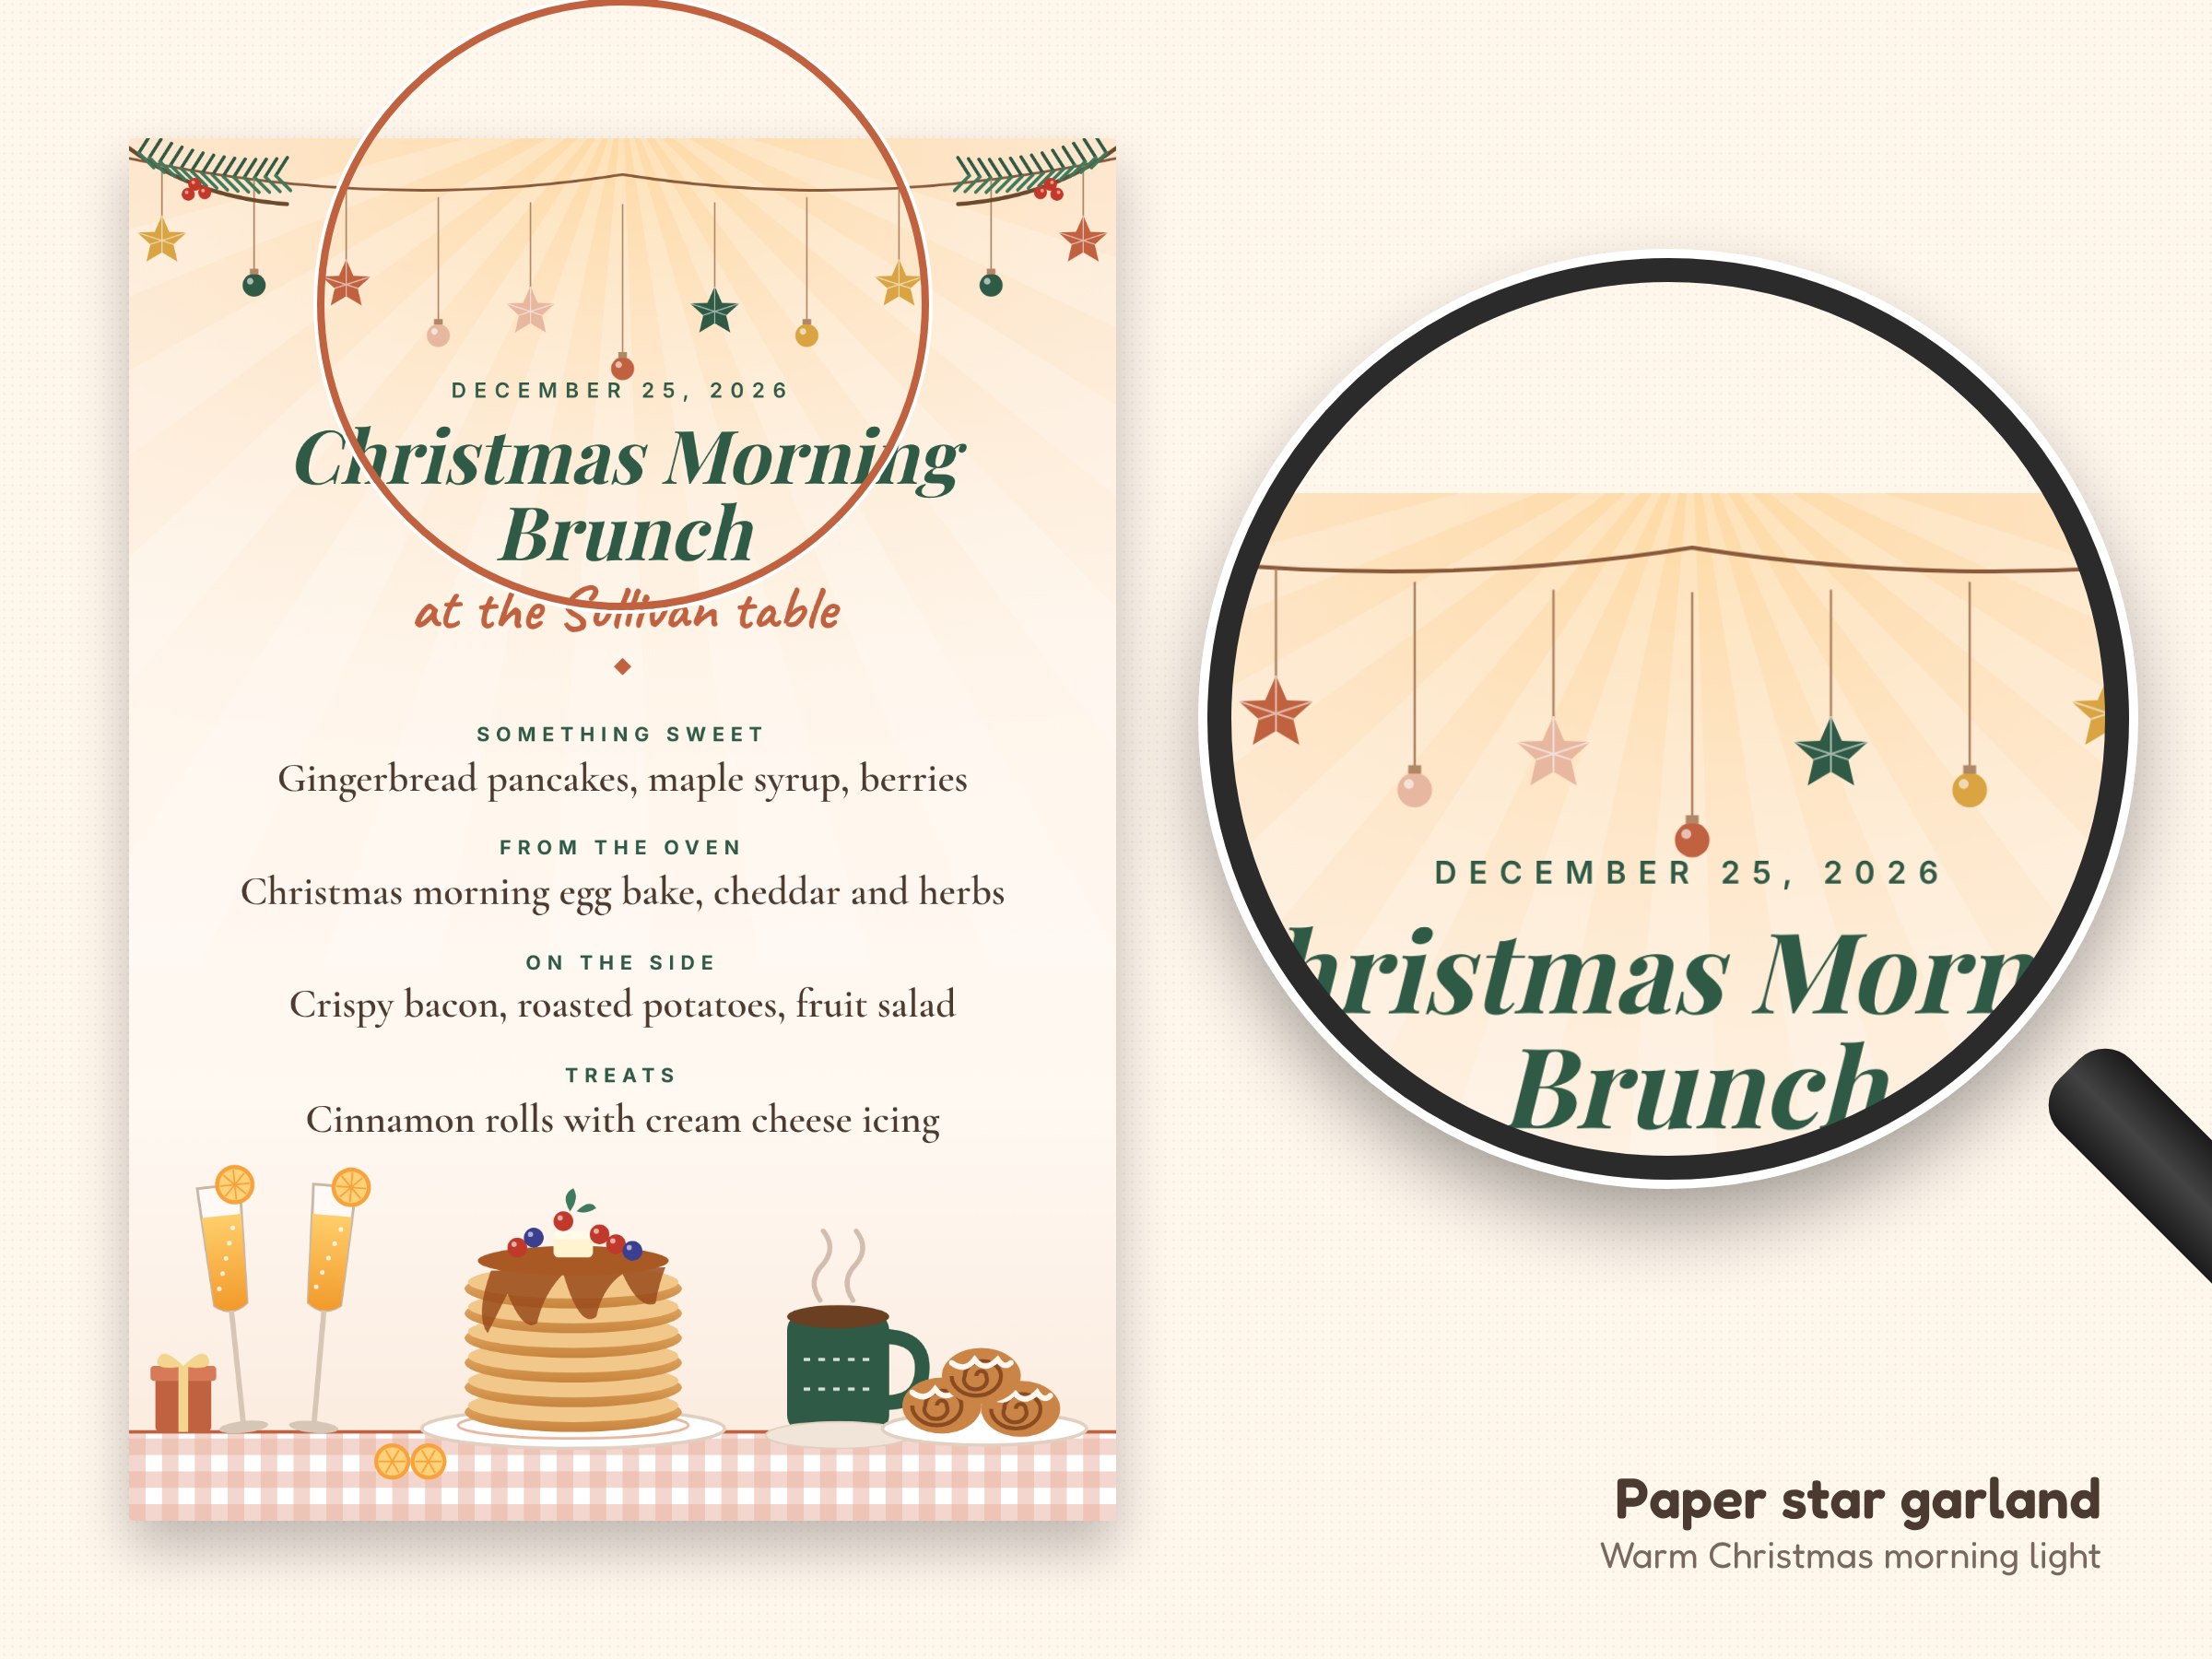 DECEMBER 25, 2026
Christmas Morning
Brunch
at the Sullivan table
SOMETHING SWEET
Gingerbread pancakes, maple syrup, berries
FROM THE OVEN
Christmas morning egg bake, cheddar and herbs
ON THE SIDE
Crispy bacon, roasted potatoes, fruit salad
TREATS
Cinnamon rolls with cream cheese icing
DECEMBER 25, 2026
hristmas Morn
Brunch
Paper star garland
Warm Christmas morning light